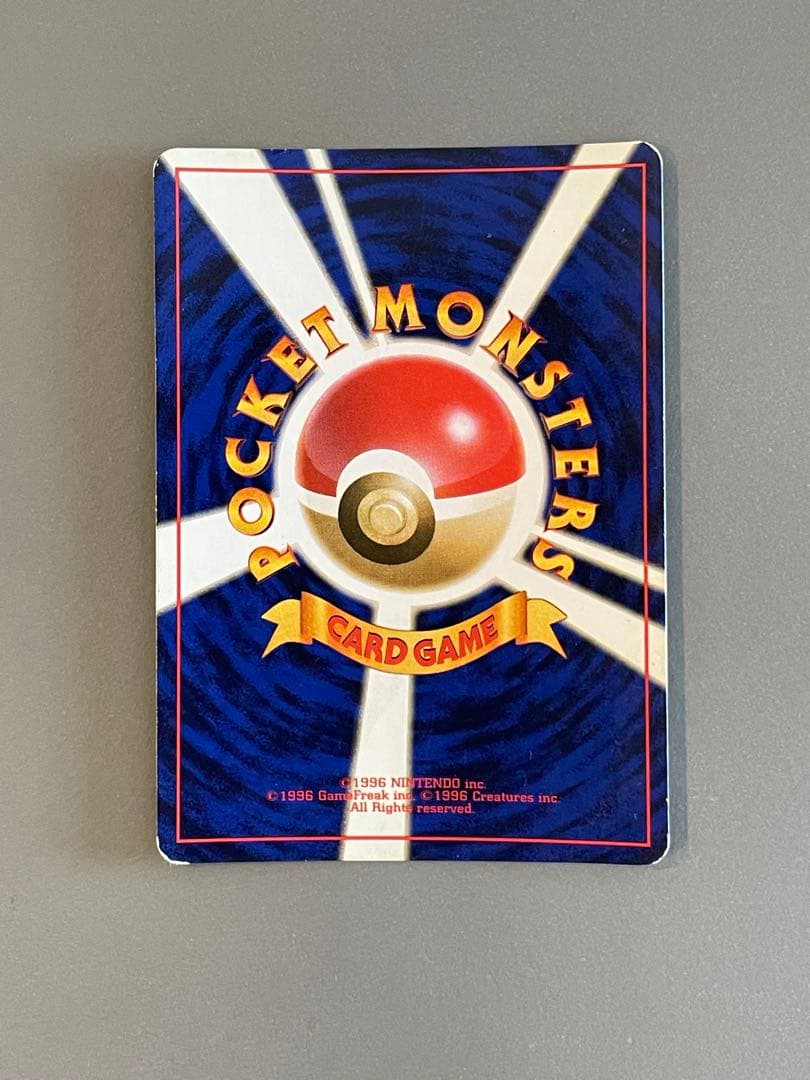 POCKET MONSTERS
CARD GAME
©1996 NINTENDO inc.
©1996 GameFreak inc. ©1996 Creatures inc.
All Rights reserved.